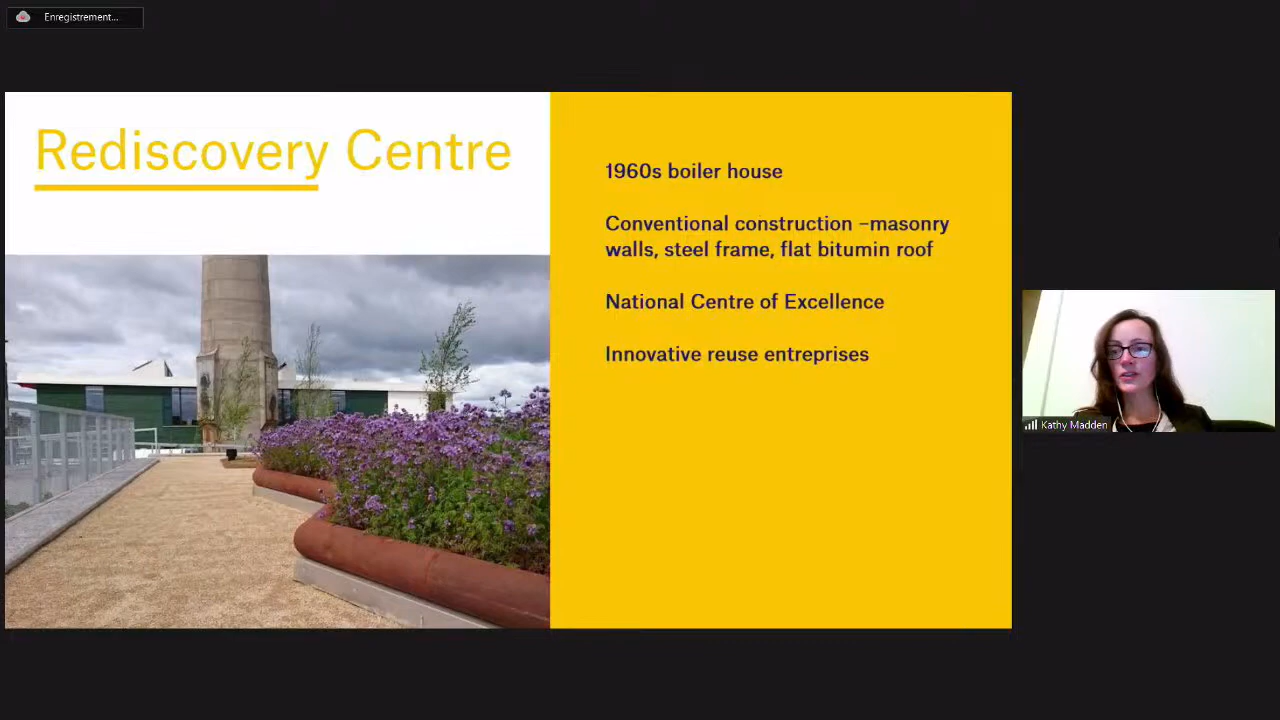 Enregistrement...
Rediscovery Centre
1960s boiler house
Conventional construction –masonry
walls, steel frame, flat bitumin roof
National Centre of Excellence
Innovative reuse entreprises
Kathy Madden